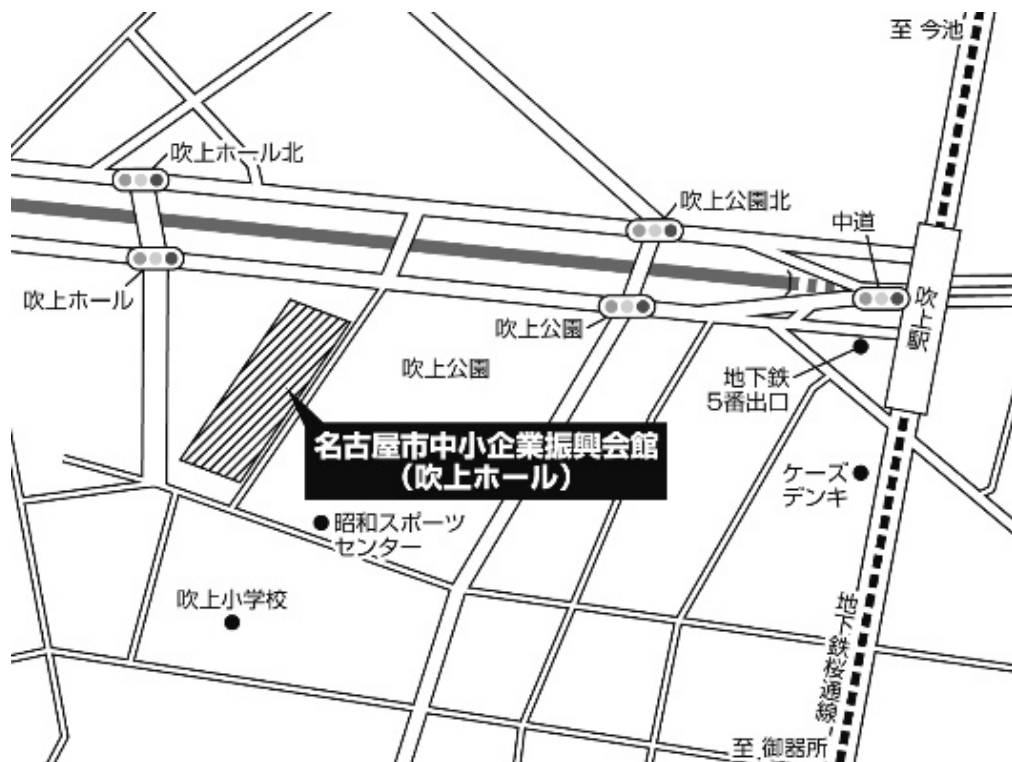 至 今池
吹上ホール北
吹上公園北
中道
吹上ホール
吹上公園
吹上駅
吹上公園
地下鉄
5番出口
名古屋市中小企業振興会館
（吹上ホール）
ケーズ
デンキ
昭和スポーツ
センター
吹上小学校
地下鉄桜通線
至 御器所